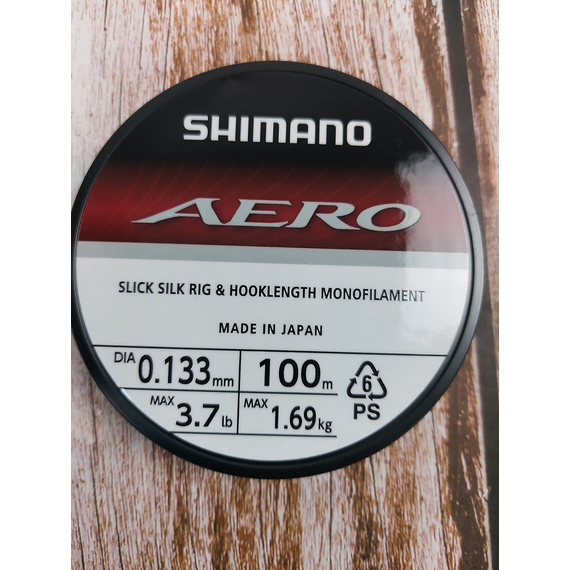 SHIMANO
AERO
SLICK SILK RIG & HOOKLENGTH MONOFILAMENT
MADE IN JAPAN
DIA 0.133mm 100m
MAX 3.7lb MAX 1.69kg
6
PS